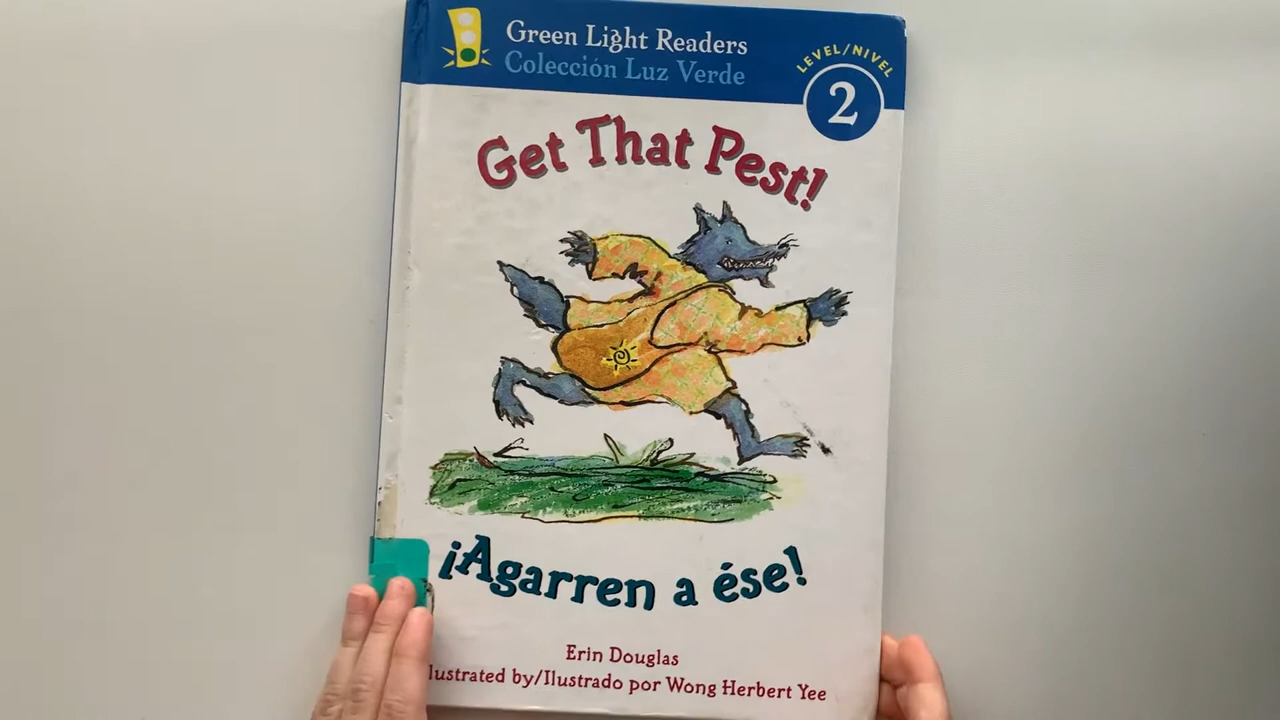 Green Light Readers
Colección Luz Verde
LEVEL/NIVEL
2
Get That Pest!
¡Agarren a ése!
Erin Douglas
lustrated by/Ilustrado por Wong Herbert Yee